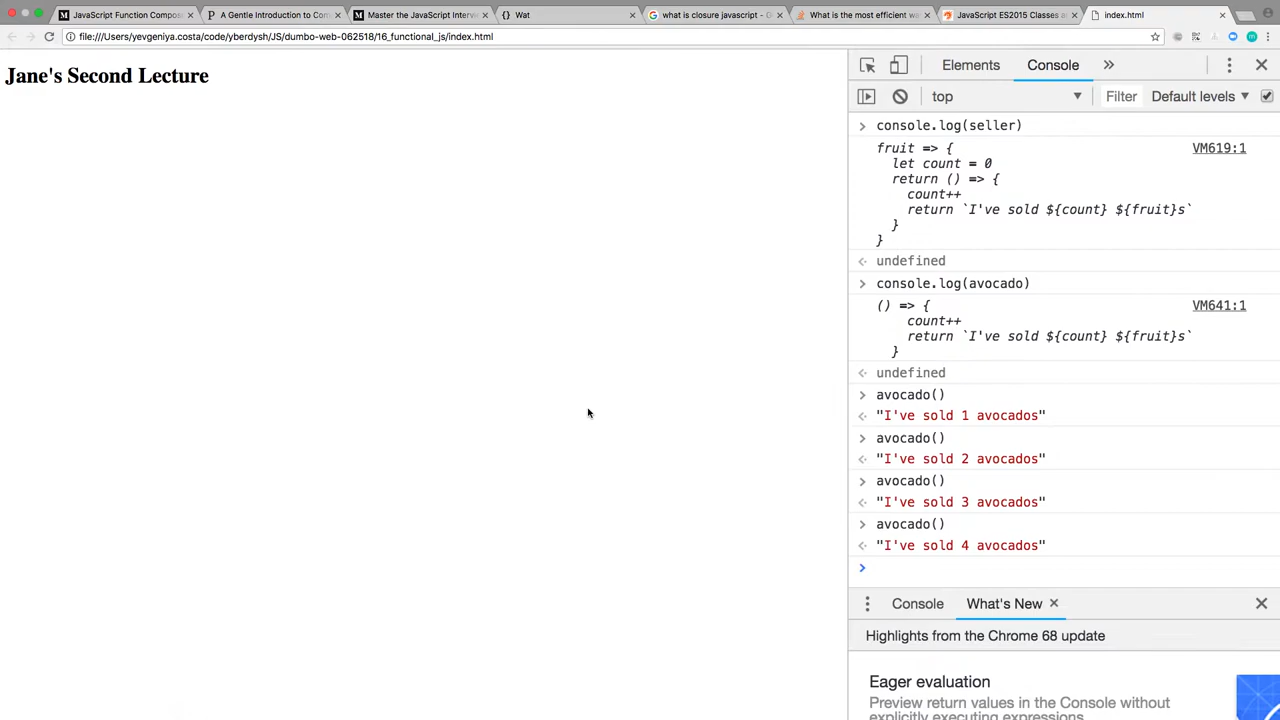 JavaScript Function Compos
A Gentle Introduction to Com
Master the JavaScript Interv
{} Wat
what is closure javascript - G
What is the most efficient wa
JavaScript ES2015 Classes a
index.html
file:///Users/yevgeniya.costa/code/yberdysh/JS/dumbo-web-062518/16_functional_js/index.html
Jane's Second Lecture
Elements
Console
»
top
Filter
Default levels
console.log(seller)
fruit => {
VM619:1
let count = 0
return () => {
count++
return `I've sold ${count} ${fruit}s`
}
}
undefined
console.log(avocado)
() => {
VM641:1
count++
return `I've sold ${count} ${fruit}s`
}
undefined
avocado()
"I've sold 1 avocados"
avocado()
"I've sold 2 avocados"
avocado()
"I've sold 3 avocados"
avocado()
"I've sold 4 avocados"
Console
What's New
Highlights from the Chrome 68 update
Eager evaluation
Preview return values in the Console without
explicitly executing expressions.